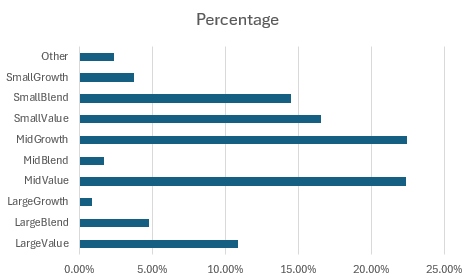 Percentage
Other
SmallGrowth
SmallBlend
SmallValue
MidGrowth
MidBlend
MidValue
LargeGrowth
LargeBlend
LargeValue
0.00% 5.00% 10.00% 15.00% 20.00% 25.00%